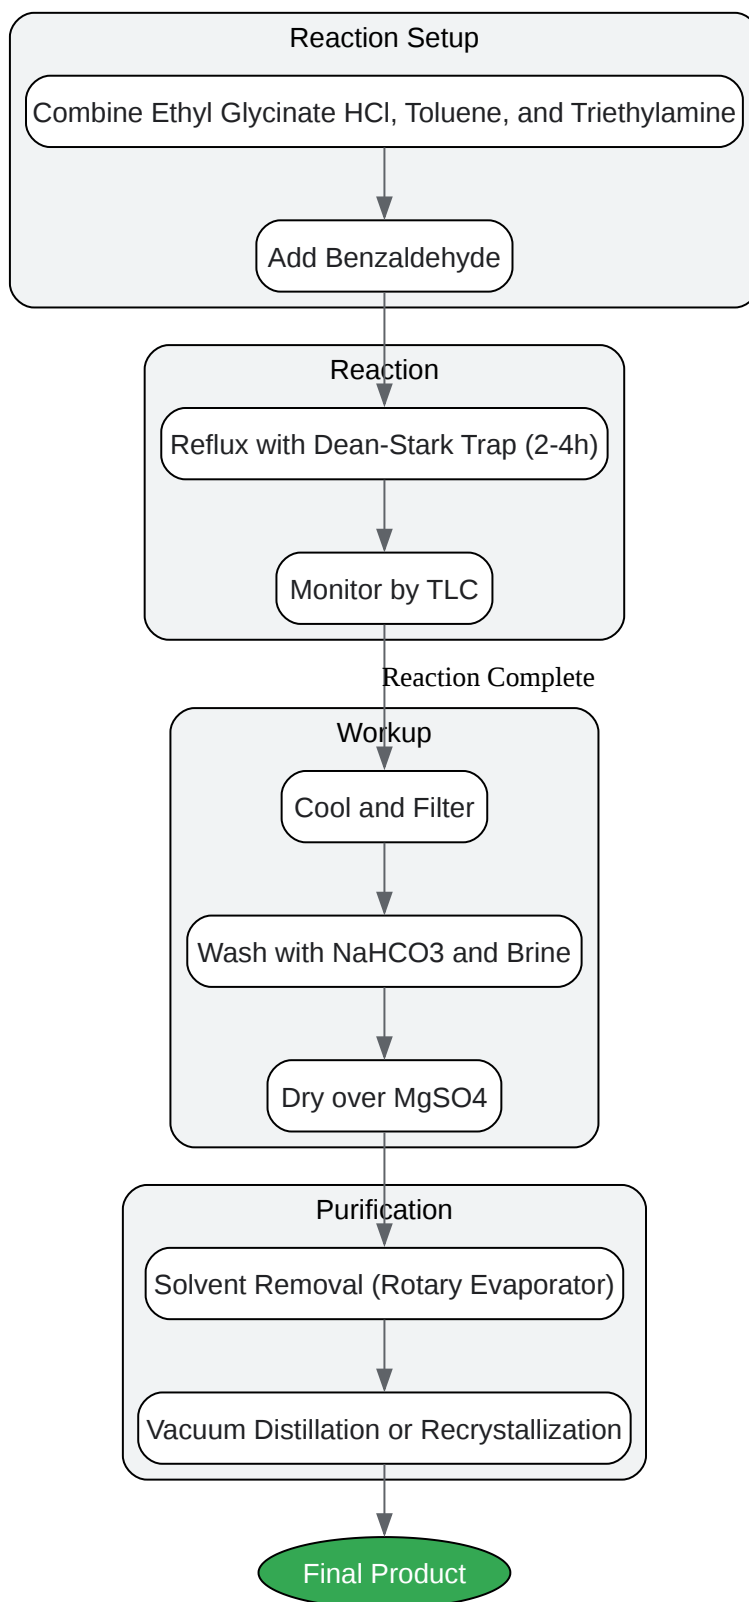 Reaction Setup
Combine Ethyl Glycinate HCl, Toluene, and Triethylamine
Add Benzaldehyde
Reaction
Reflux with Dean-Stark Trap (2-4h)
Monitor by TLC
Reaction Complete
Workup
Cool and Filter
Wash with NaHCO3 and Brine
Dry over MgSO4
Purification
Solvent Removal (Rotary Evaporator)
Vacuum Distillation or Recrystallization
Final Product